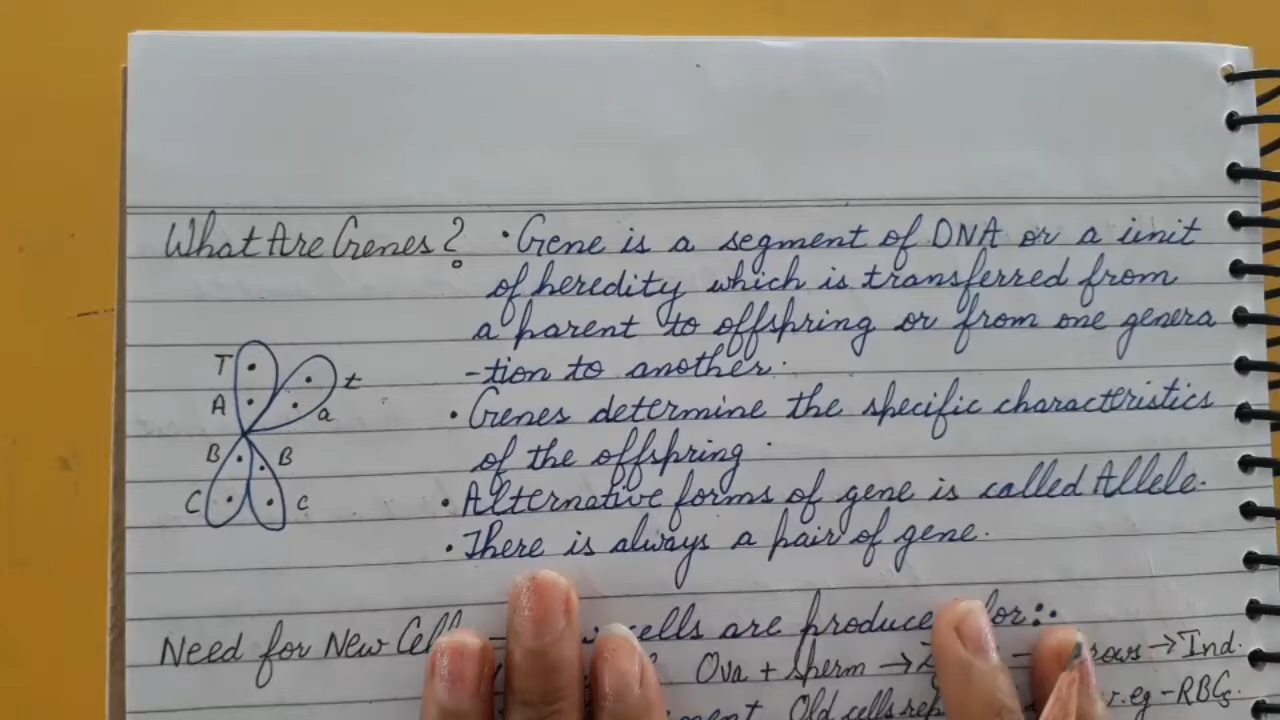 What Are Genes? • Gene is a segment of DNA or a unit
of heredity which is transferred from
a parent to offspring or from one genera
-tion to another.
• Genes determine the specific characteristics
of the offspring.
• Alternative forms of gene is called Allele.
• There is always a pair of gene.
T t
A a
B B
C C
Need for New Cell cells are produce for:
Ova + Sperm → → Ind.
Old cells eg - RBCs.